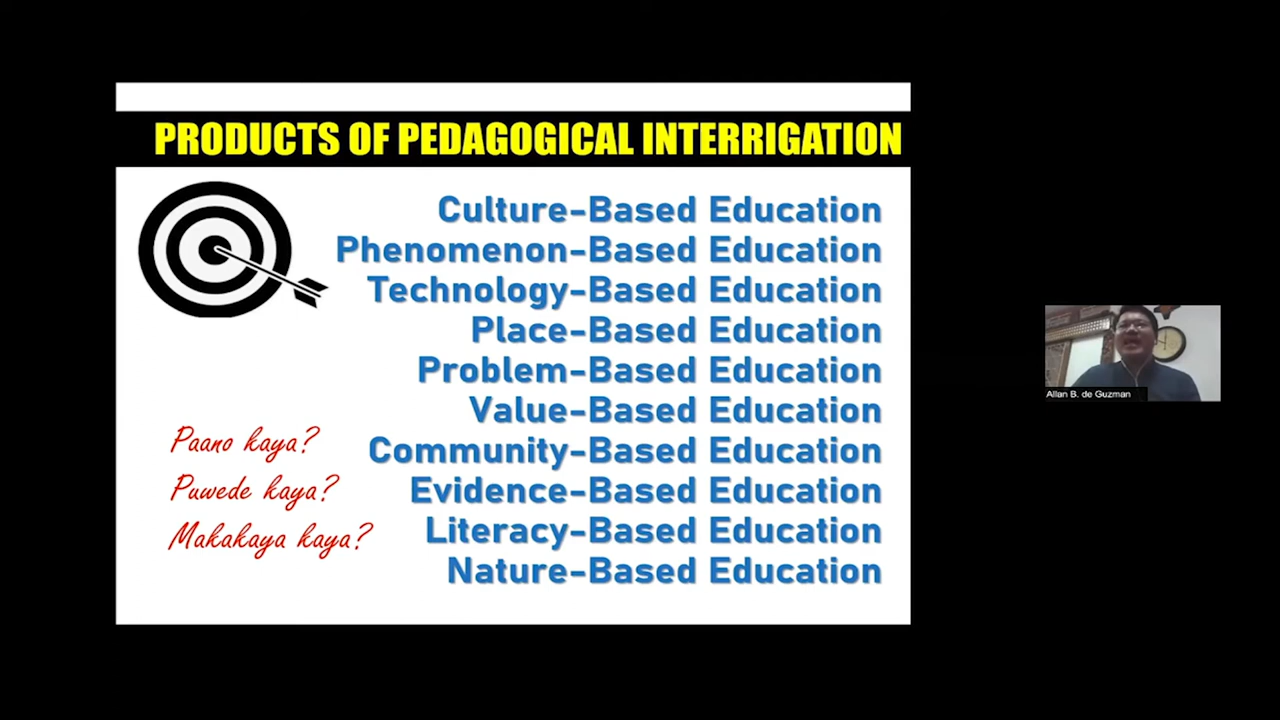 PRODUCTS OF PEDAGOGICAL INTERRIGATION
Culture-Based Education
Phenomenon-Based Education
Technology-Based Education
Place-Based Education
Problem-Based Education
Value-Based Education
Community-Based Education
Evidence-Based Education
Literacy-Based Education
Nature-Based Education
Paano kaya?
Puwede kaya?
Makakaya kaya?
Allan B. de Guzman